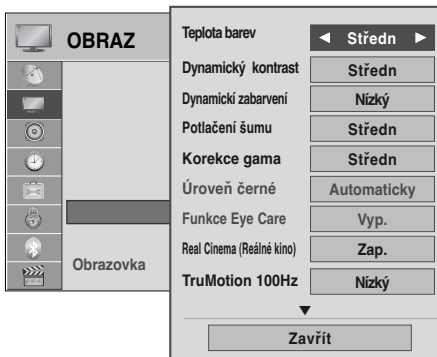 OBRAZ
Teplota barev ◄ Středn ►
Dynamický kontrast Středn
Dynamickí zabarvení Nízký
Potlačení šumu Středn
Korekce gama Středn
Úroveň černé Automaticky
Funkce Eye Care Vyp.
Real Cinema (Reálné kino) Zap.
Obrazovka
TruMotion 100Hz Nízký
▼
Zavřít